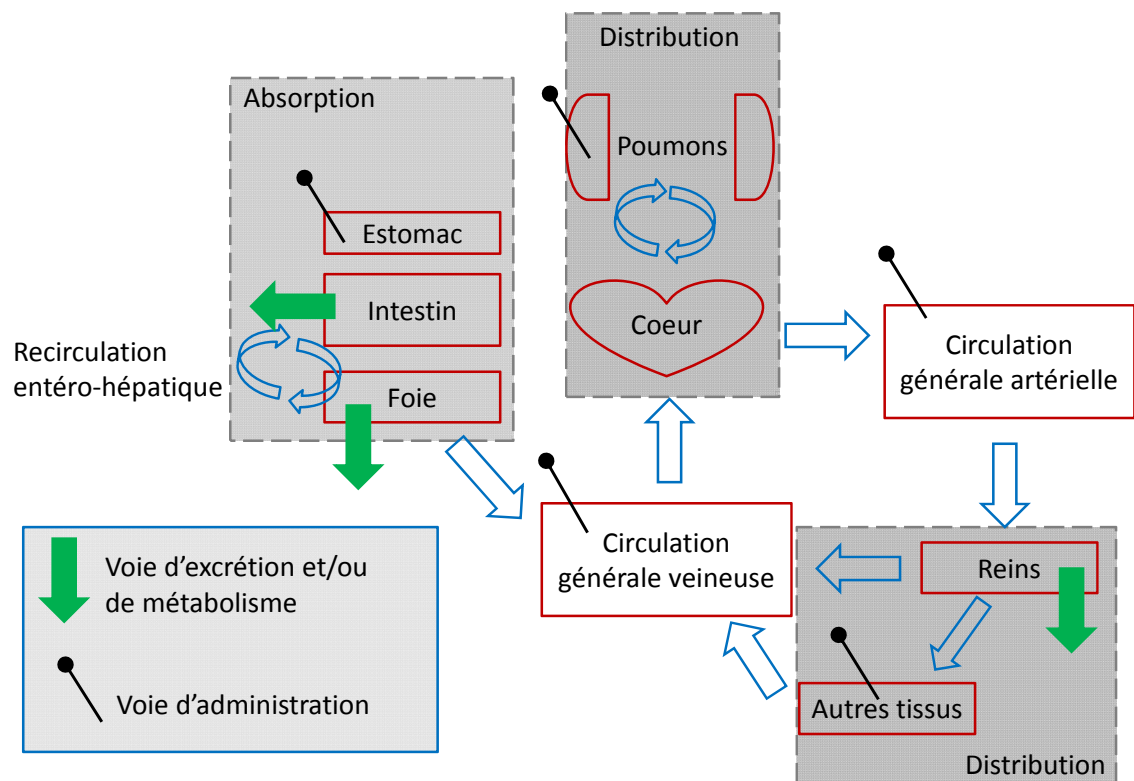 Distribution
Absorption
Poumons
Estomac
Intestin
Coeur
Recirculation
entéro-hépatique
Foie
Circulation
générale artérielle
Circulation
générale veineuse
Reins
Autres tissus
Distribution
Voie d’excrétion et/ou
de métabolisme
Voie d’administration